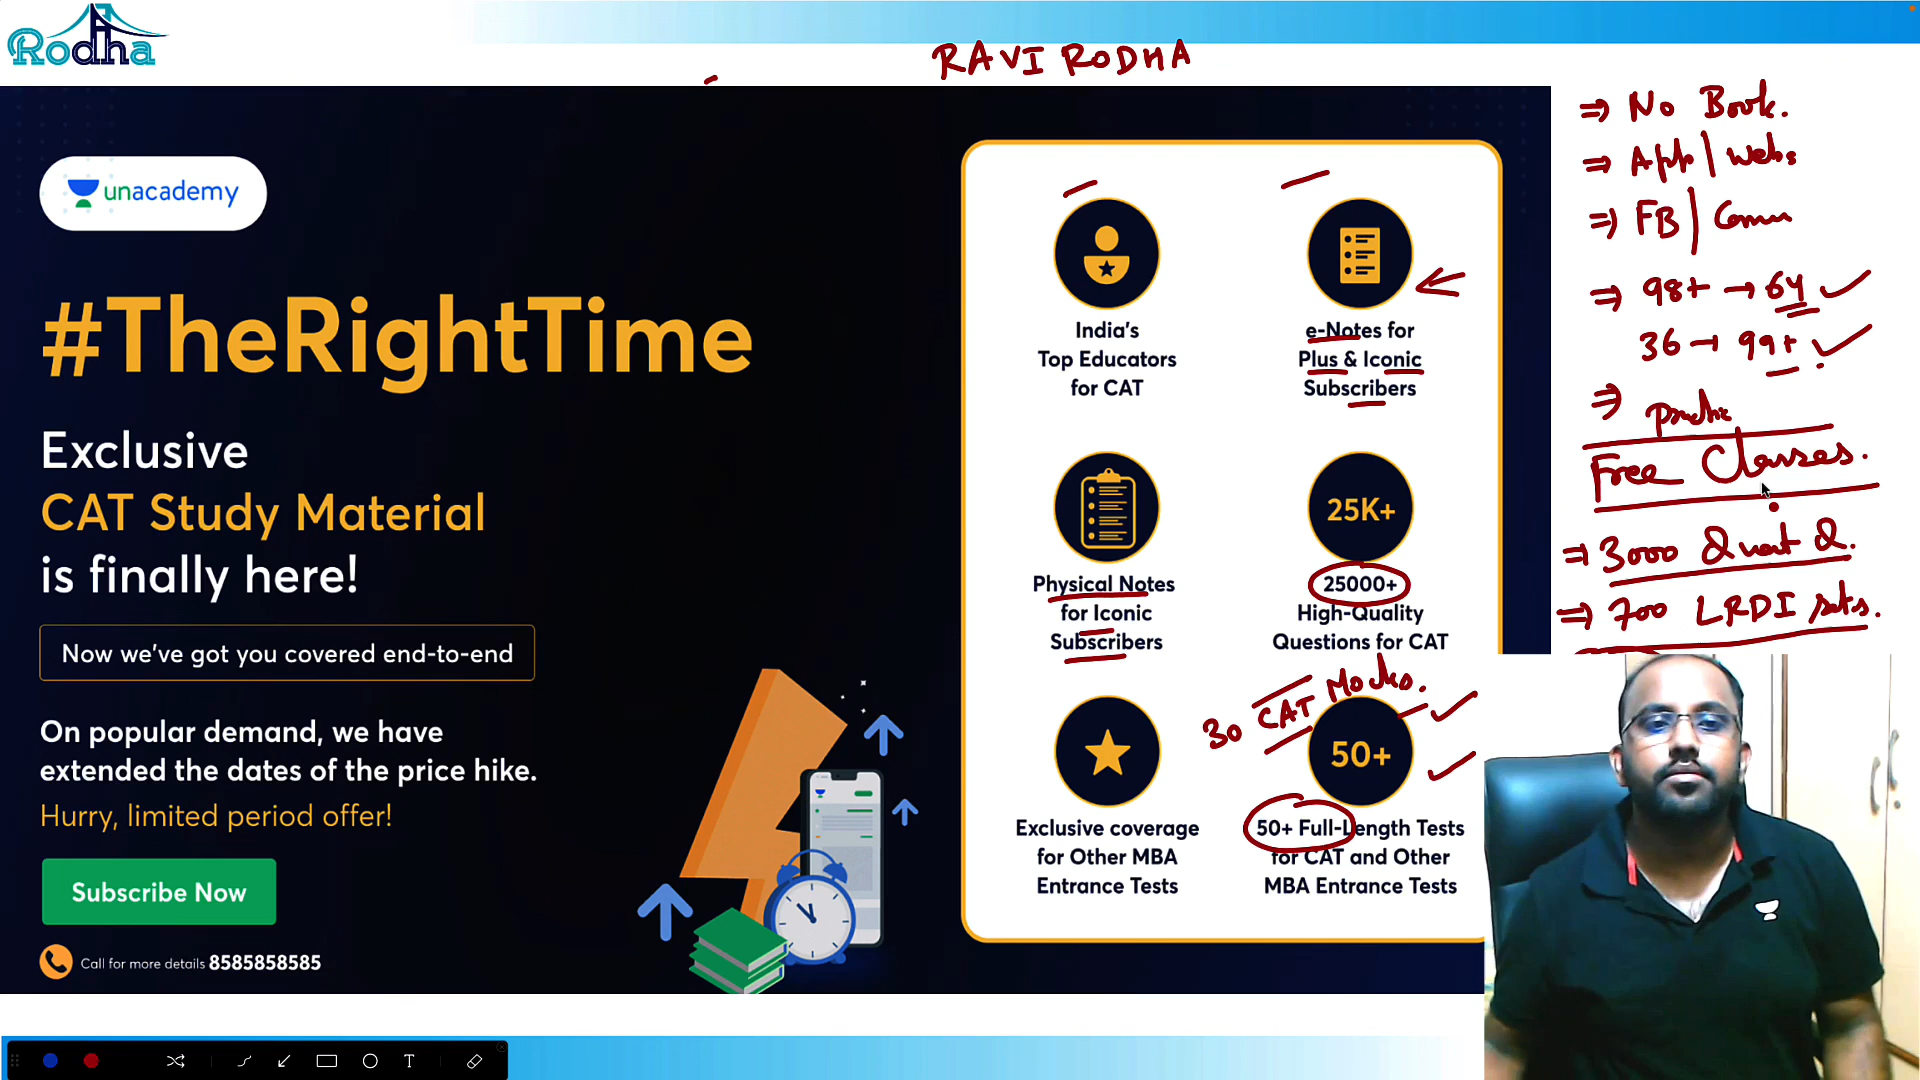 Rodha
RAVI RODHA
unacademy
#TheRightTime
Exclusive
CAT Study Material
is finally here!
Now we've got you covered end-to-end
On popular demand, we have
extended the dates of the price hike.
Hurry, limited period offer!
Subscribe Now
Call for more details 8585858585
India's
Top Educators
for CAT
e-Notes for
Plus & Iconic
Subscribers
Physical Notes
for Iconic
Subscribers
25K+
25000+
High-Quality
Questions for CAT
30 CAT Mocks.
Exclusive coverage
for Other MBA
Entrance Tests
50+
50+ Full-Length Tests
for CAT and Other
MBA Entrance Tests
⇒ No Book.
⇒ App | Webs
⇒ FB | Comm
⇒ 98+ → 64 ✓
36 → 99+ ✓
⇒
Free Classes.
⇒ 3000 Quant Q.
⇒ 700 LRDI sets.
T